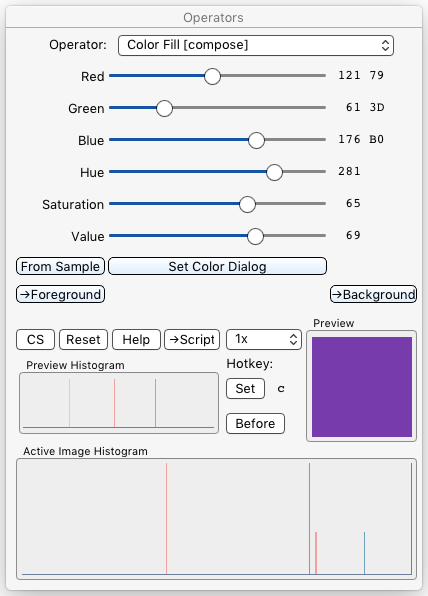 Operators
Operator: Color Fill [compose]
Red 121 79
Green 61 3D
Blue 176 B0
Hue 281
Saturation 65
Value 69
From Sample Set Color Dialog
→Foreground →Background
CS Reset Help →Script 1x
Preview
Preview Histogram
Hotkey:
Set c
Before
Active Image Histogram